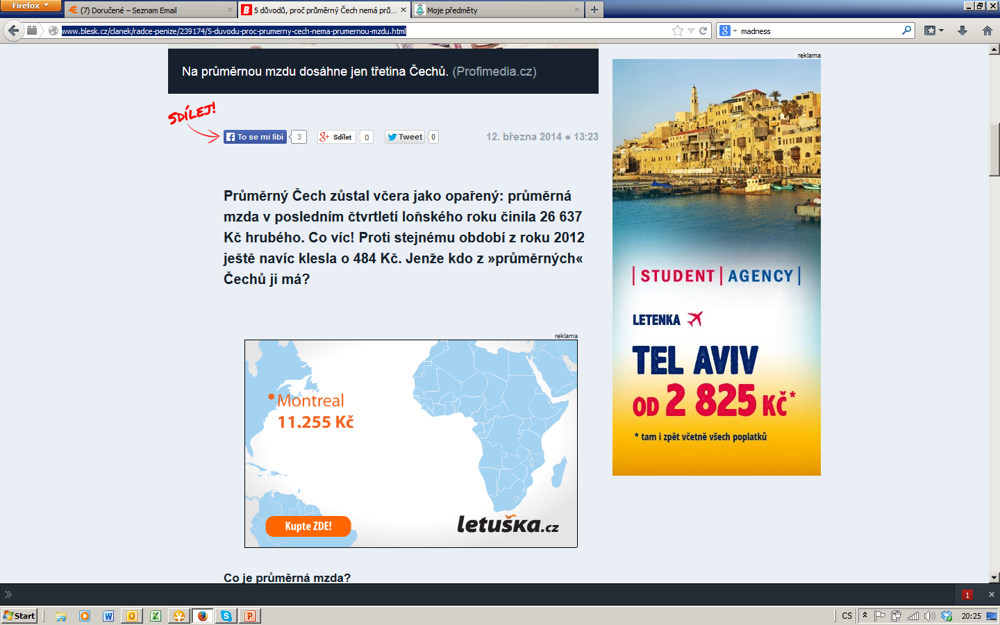 Firefox
(7) Doručené – Seznam Email
5 důvodů, proč průměrný Čech nemá prů...
Moje předměty
www.blesk.cz/clanek/radce-penize/239174/5-duvodu-proc-prumerny-cech-nema-prumernou-mzdu.html
madness
reklama
Na průměrnou mzdu dosáhne jen třetina Čechů. (Profimedia.cz)
SDÍLEJ!
To se mi líbí 3
Sdílet 0
Tweet 0
12. března 2014 ● 13:23
Průměrný Čech zůstal včera jako opařený: průměrná
mzda v posledním čtvrtletí loňského roku činila 26 637
Kč hrubého. Co víc! Proti stejnému období z roku 2012
ještě navíc klesla o 484 Kč. Jenže kdo z »průměrných«
Čechů ji má?
reklama
Montreal
11.255 Kč
Kupte ZDE!
letuška.cz
STUDENT AGENCY
LETENKA
TEL AVIV
OD 2 825 KČ*
* tam i zpět včetně všech poplatků
Co je průměrná mzda?
1
Start
CS
20:25